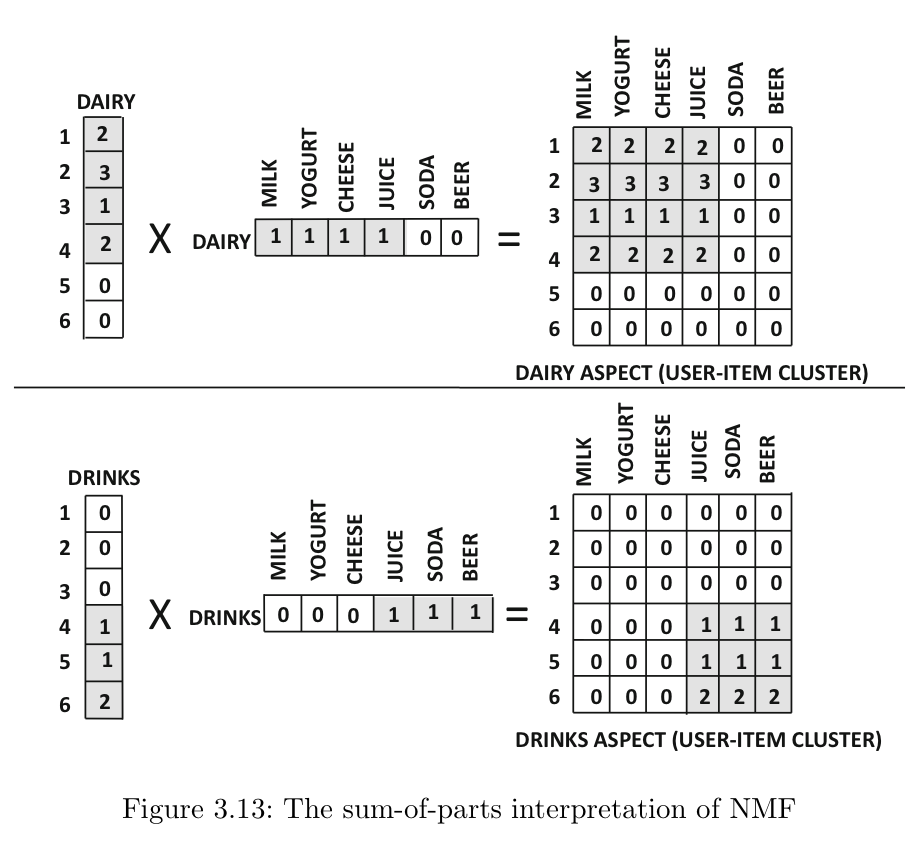 DAIRY
1 2
2 3
3 1
4 2
5 0
6 0
X
MILK YOGURT CHEESE JUICE SODA BEER
DAIRY 1 1 1 1 0 0
=
MILK YOGURT CHEESE JUICE SODA BEER
1 2 2 2 2 0 0
2 3 3 3 3 0 0
3 1 1 1 1 0 0
4 2 2 2 2 0 0
5 0 0 0 0 0 0
6 0 0 0 0 0 0
DAIRY ASPECT (USER-ITEM CLUSTER)
DRINKS
1 0
2 0
3 0
4 1
5 1
6 2
X
MILK YOGURT CHEESE JUICE SODA BEER
DRINKS 0 0 0 1 1 1
=
MILK YOGURT CHEESE JUICE SODA BEER
1 0 0 0 0 0 0
2 0 0 0 0 0 0
3 0 0 0 0 0 0
4 0 0 0 1 1 1
5 0 0 0 1 1 1
6 0 0 0 2 2 2
DRINKS ASPECT (USER-ITEM CLUSTER)
Figure 3.13: The sum-of-parts interpretation of NMF